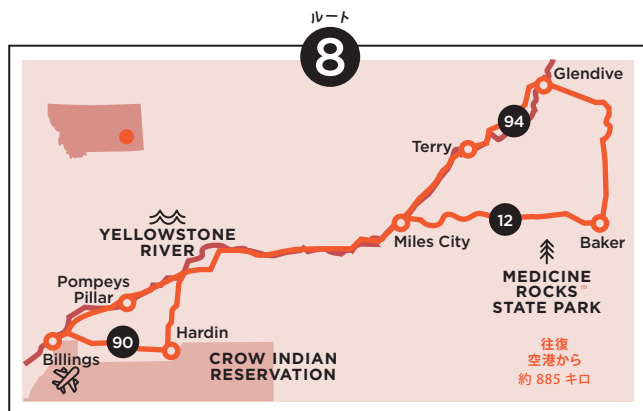 ルート
8
Glendive
94
Terry
12
Miles City
Baker
YELLOWSTONE
RIVER
MEDICINE
ROCKS
STATE PARK
Pompeys
Pillar
90
Hardin
Billings
CROW INDIAN
RESERVATION
往復
空港から
約 885 キロ